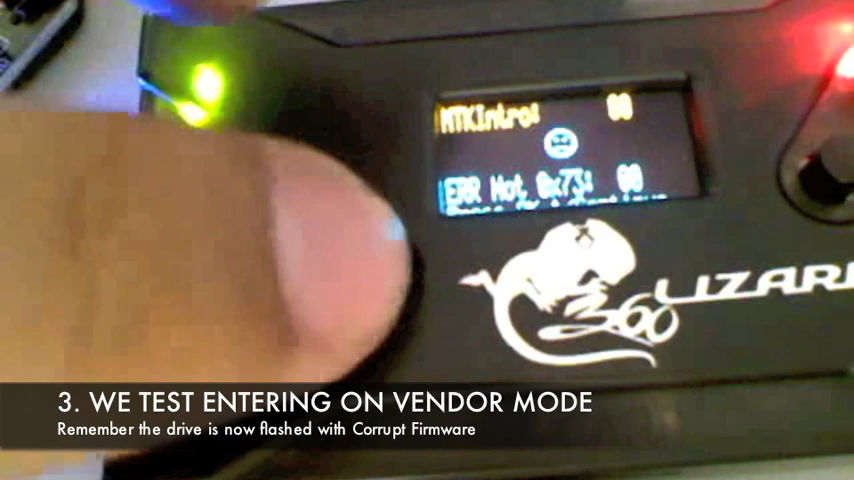 MTKIntro: 00
ERR Not 0x73: 00
360 LIZARD
3. WE TEST ENTERING ON VENDOR MODE
Remember the drive is now flashed with Corrupt Firmware